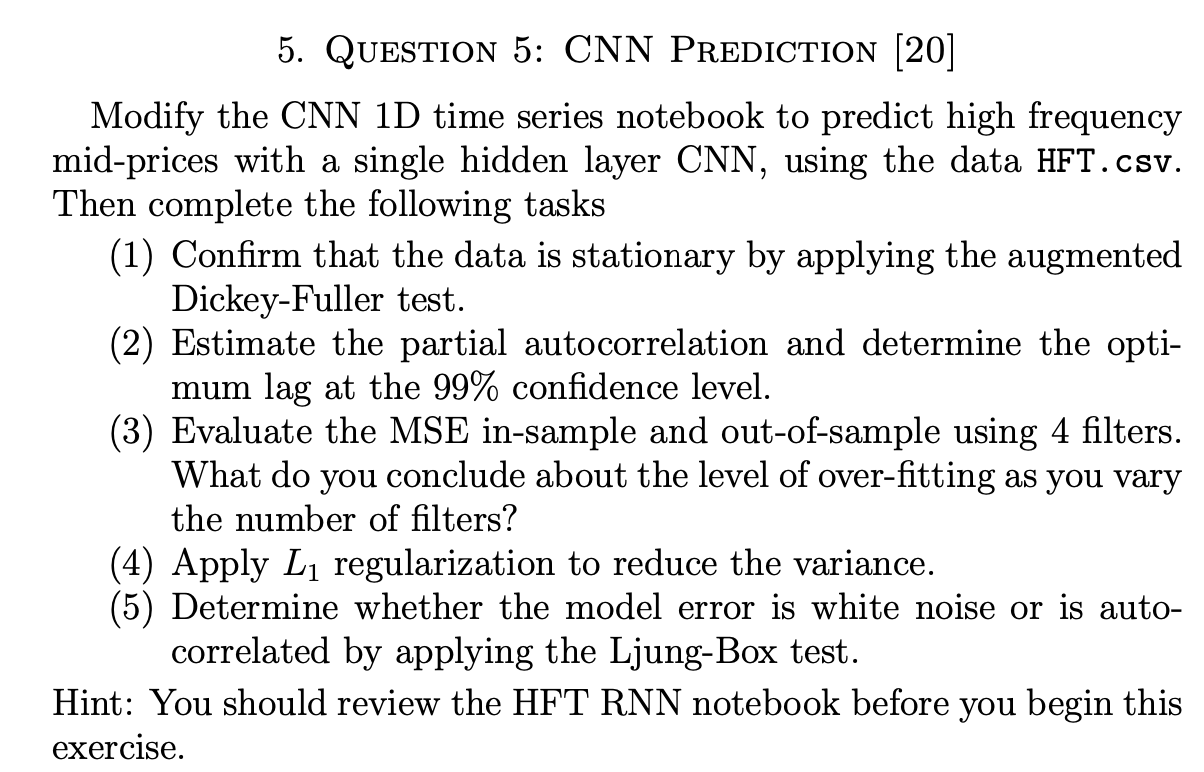 5. Question 5: CNN Prediction [20]
Modify the CNN 1D time series notebook to predict high frequency
mid-prices with a single hidden layer CNN, using the data HFT.csv.
Then complete the following tasks
(1) Confirm that the data is stationary by applying the augmented
Dickey-Fuller test.
(2) Estimate the partial autocorrelation and determine the opti-
mum lag at the 99% confidence level.
(3) Evaluate the MSE in-sample and out-of-sample using 4 filters.
What do you conclude about the level of over-fitting as you vary
the number of filters?
(4) Apply L₁ regularization to reduce the variance.
(5) Determine whether the model error is white noise or is auto-
correlated by applying the Ljung-Box test.
Hint: You should review the HFT RNN notebook before you begin this
exercise.